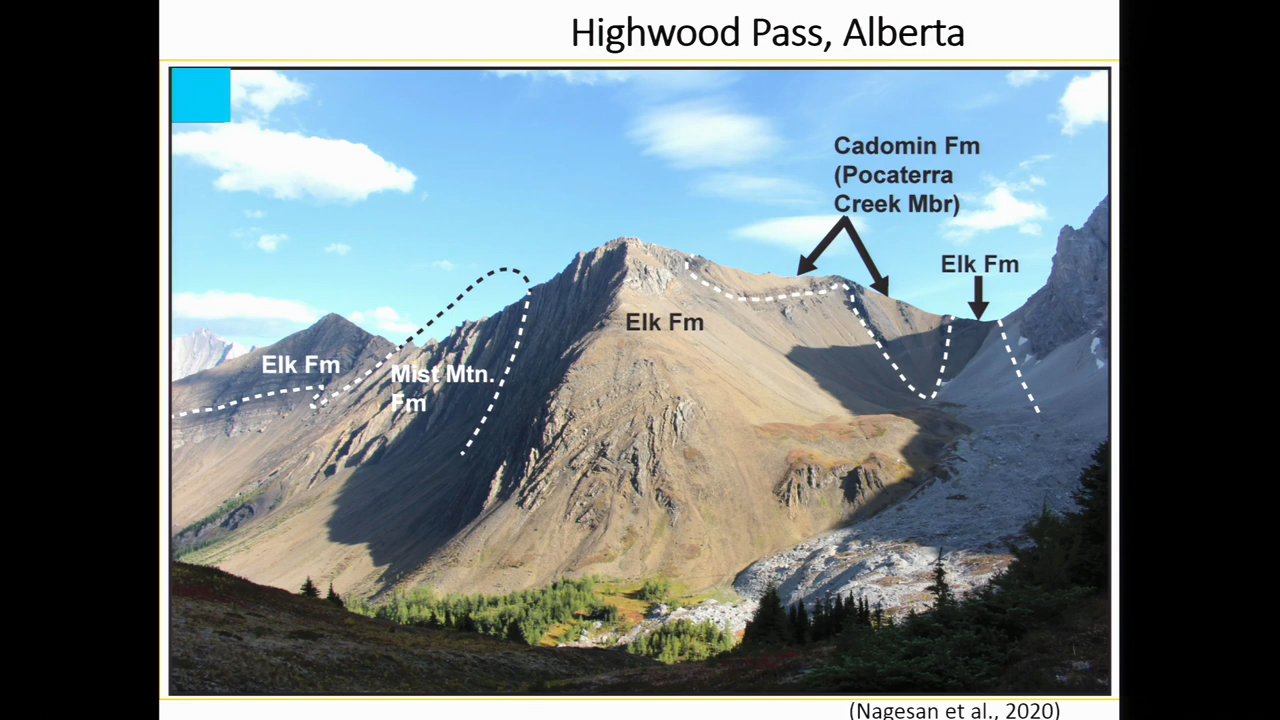 Highwood Pass, Alberta
Cadomin Fm
(Pocaterra
Creek Mbr)
Elk Fm
Elk Fm
Elk Fm
Mist Mtn.
Fm
(Nagesan et al., 2020)